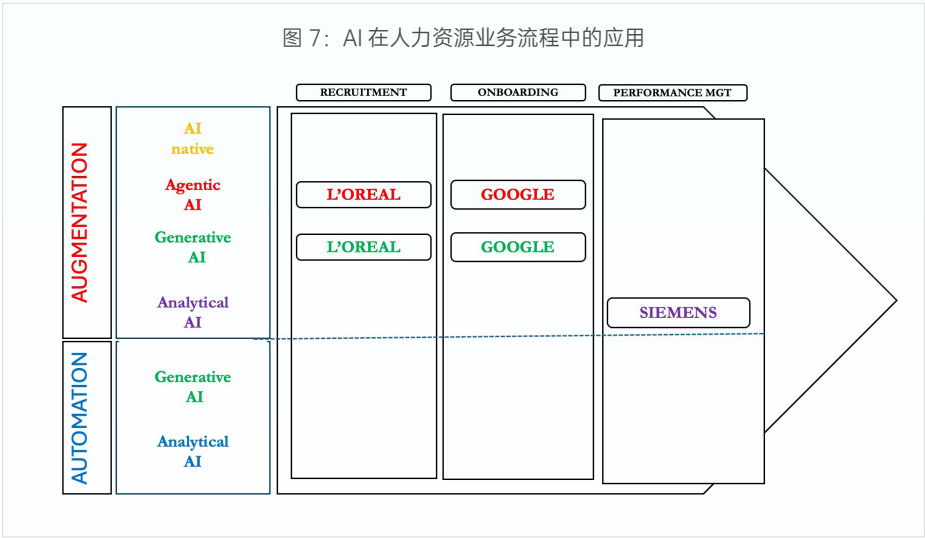 图 7：AI 在人力资源业务流程中的应用
RECRUITMENT
ONBOARDING
PERFORMANCE MGT
AUGMENTATION
AI
native
Agentic
AI
L'OREAL
GOOGLE
Generative
AI
L'OREAL
GOOGLE
Analytical
AI
SIEMENS
AUTOMATION
Generative
AI
Analytical
AI